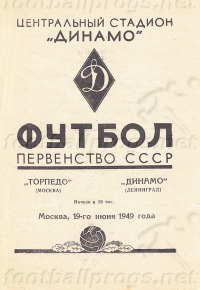 ЦЕНТРАЛЬНЫЙ СТАДИОН
„ДИНАМО"
Д
ФУТБОЛ
ПЕРВЕНСТВО СССР
„ТОРПЕДО" „ДИНАМО"
(МОСКВА) (ЛЕНИНГРАД)
Начало в час.
Москва, 19-го июня 1949 года
footballprogs.net